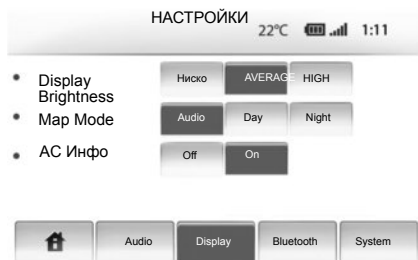 НАСТРОЙКИ
22°C 1:11
• Display Brightness Ниско AVERAGE HIGH
• Map Mode Audio Day Night
• АС Инфо Off On
Audio Display Bluetooth System